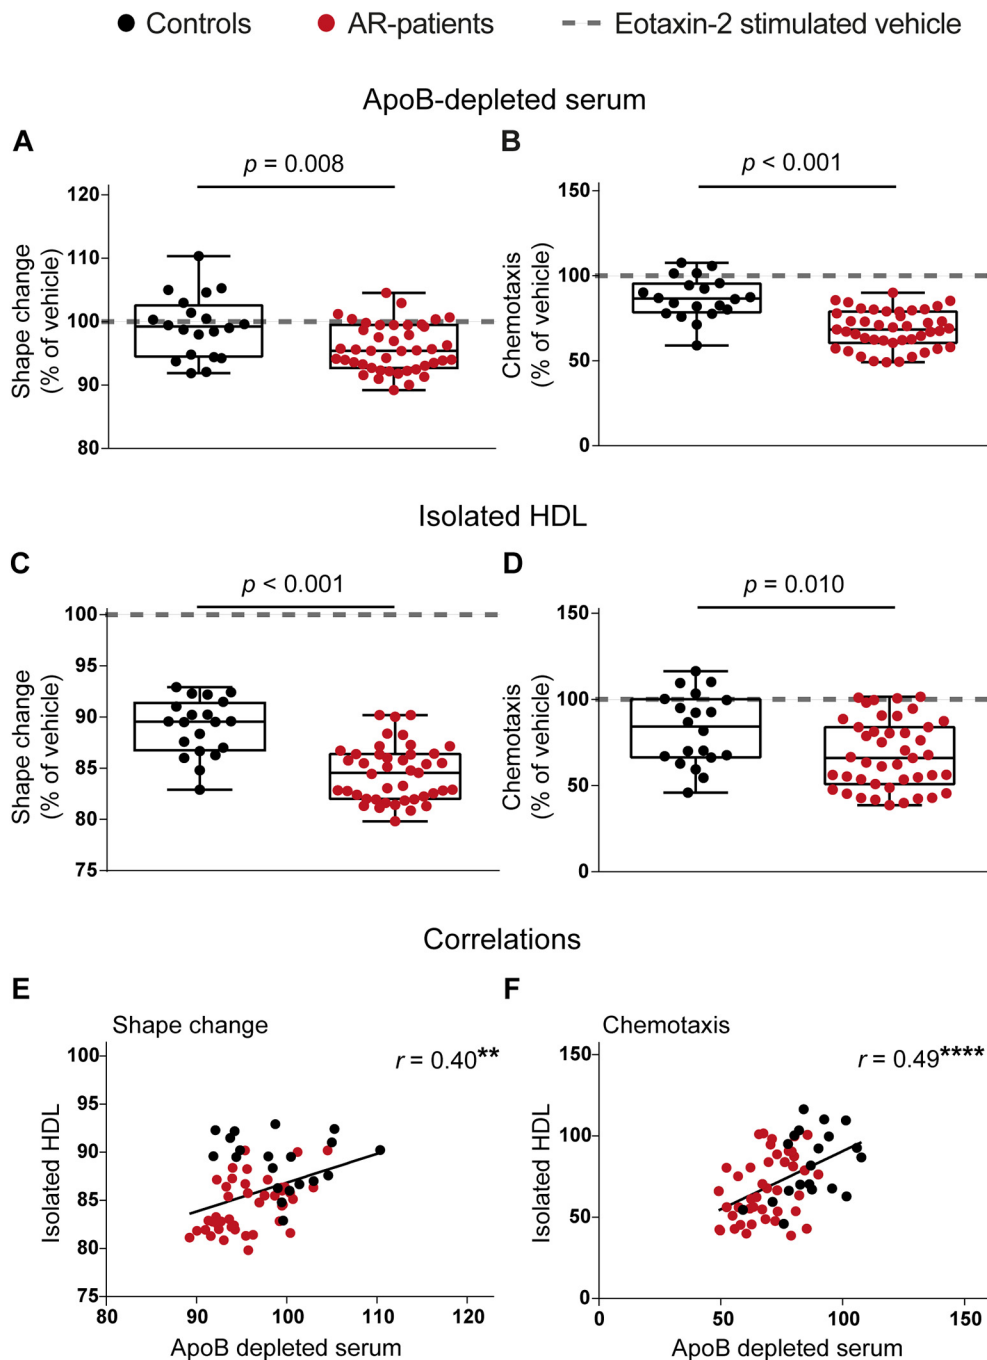 Controls AR-patients Eotaxin-2 stimulated vehicle
ApoB-depleted serum
A
p = 0.008
Shape change
(% of vehicle)
120
110
100
90
80
B
p < 0.001
Chemotaxis
(% of vehicle)
150
100
50
0
Isolated HDL
C
p < 0.001
Shape change
(% of vehicle)
100
95
90
85
80
75
D
p = 0.010
Chemotaxis
(% of vehicle)
150
100
50
0
Correlations
E
Shape change
r = 0.40**
Isolated HDL
100
95
90
85
80
75
80 90 100 110 120
ApoB depleted serum
F
Chemotaxis
r = 0.49****
Isolated HDL
150
100
50
0
0 50 100 150
ApoB depleted serum